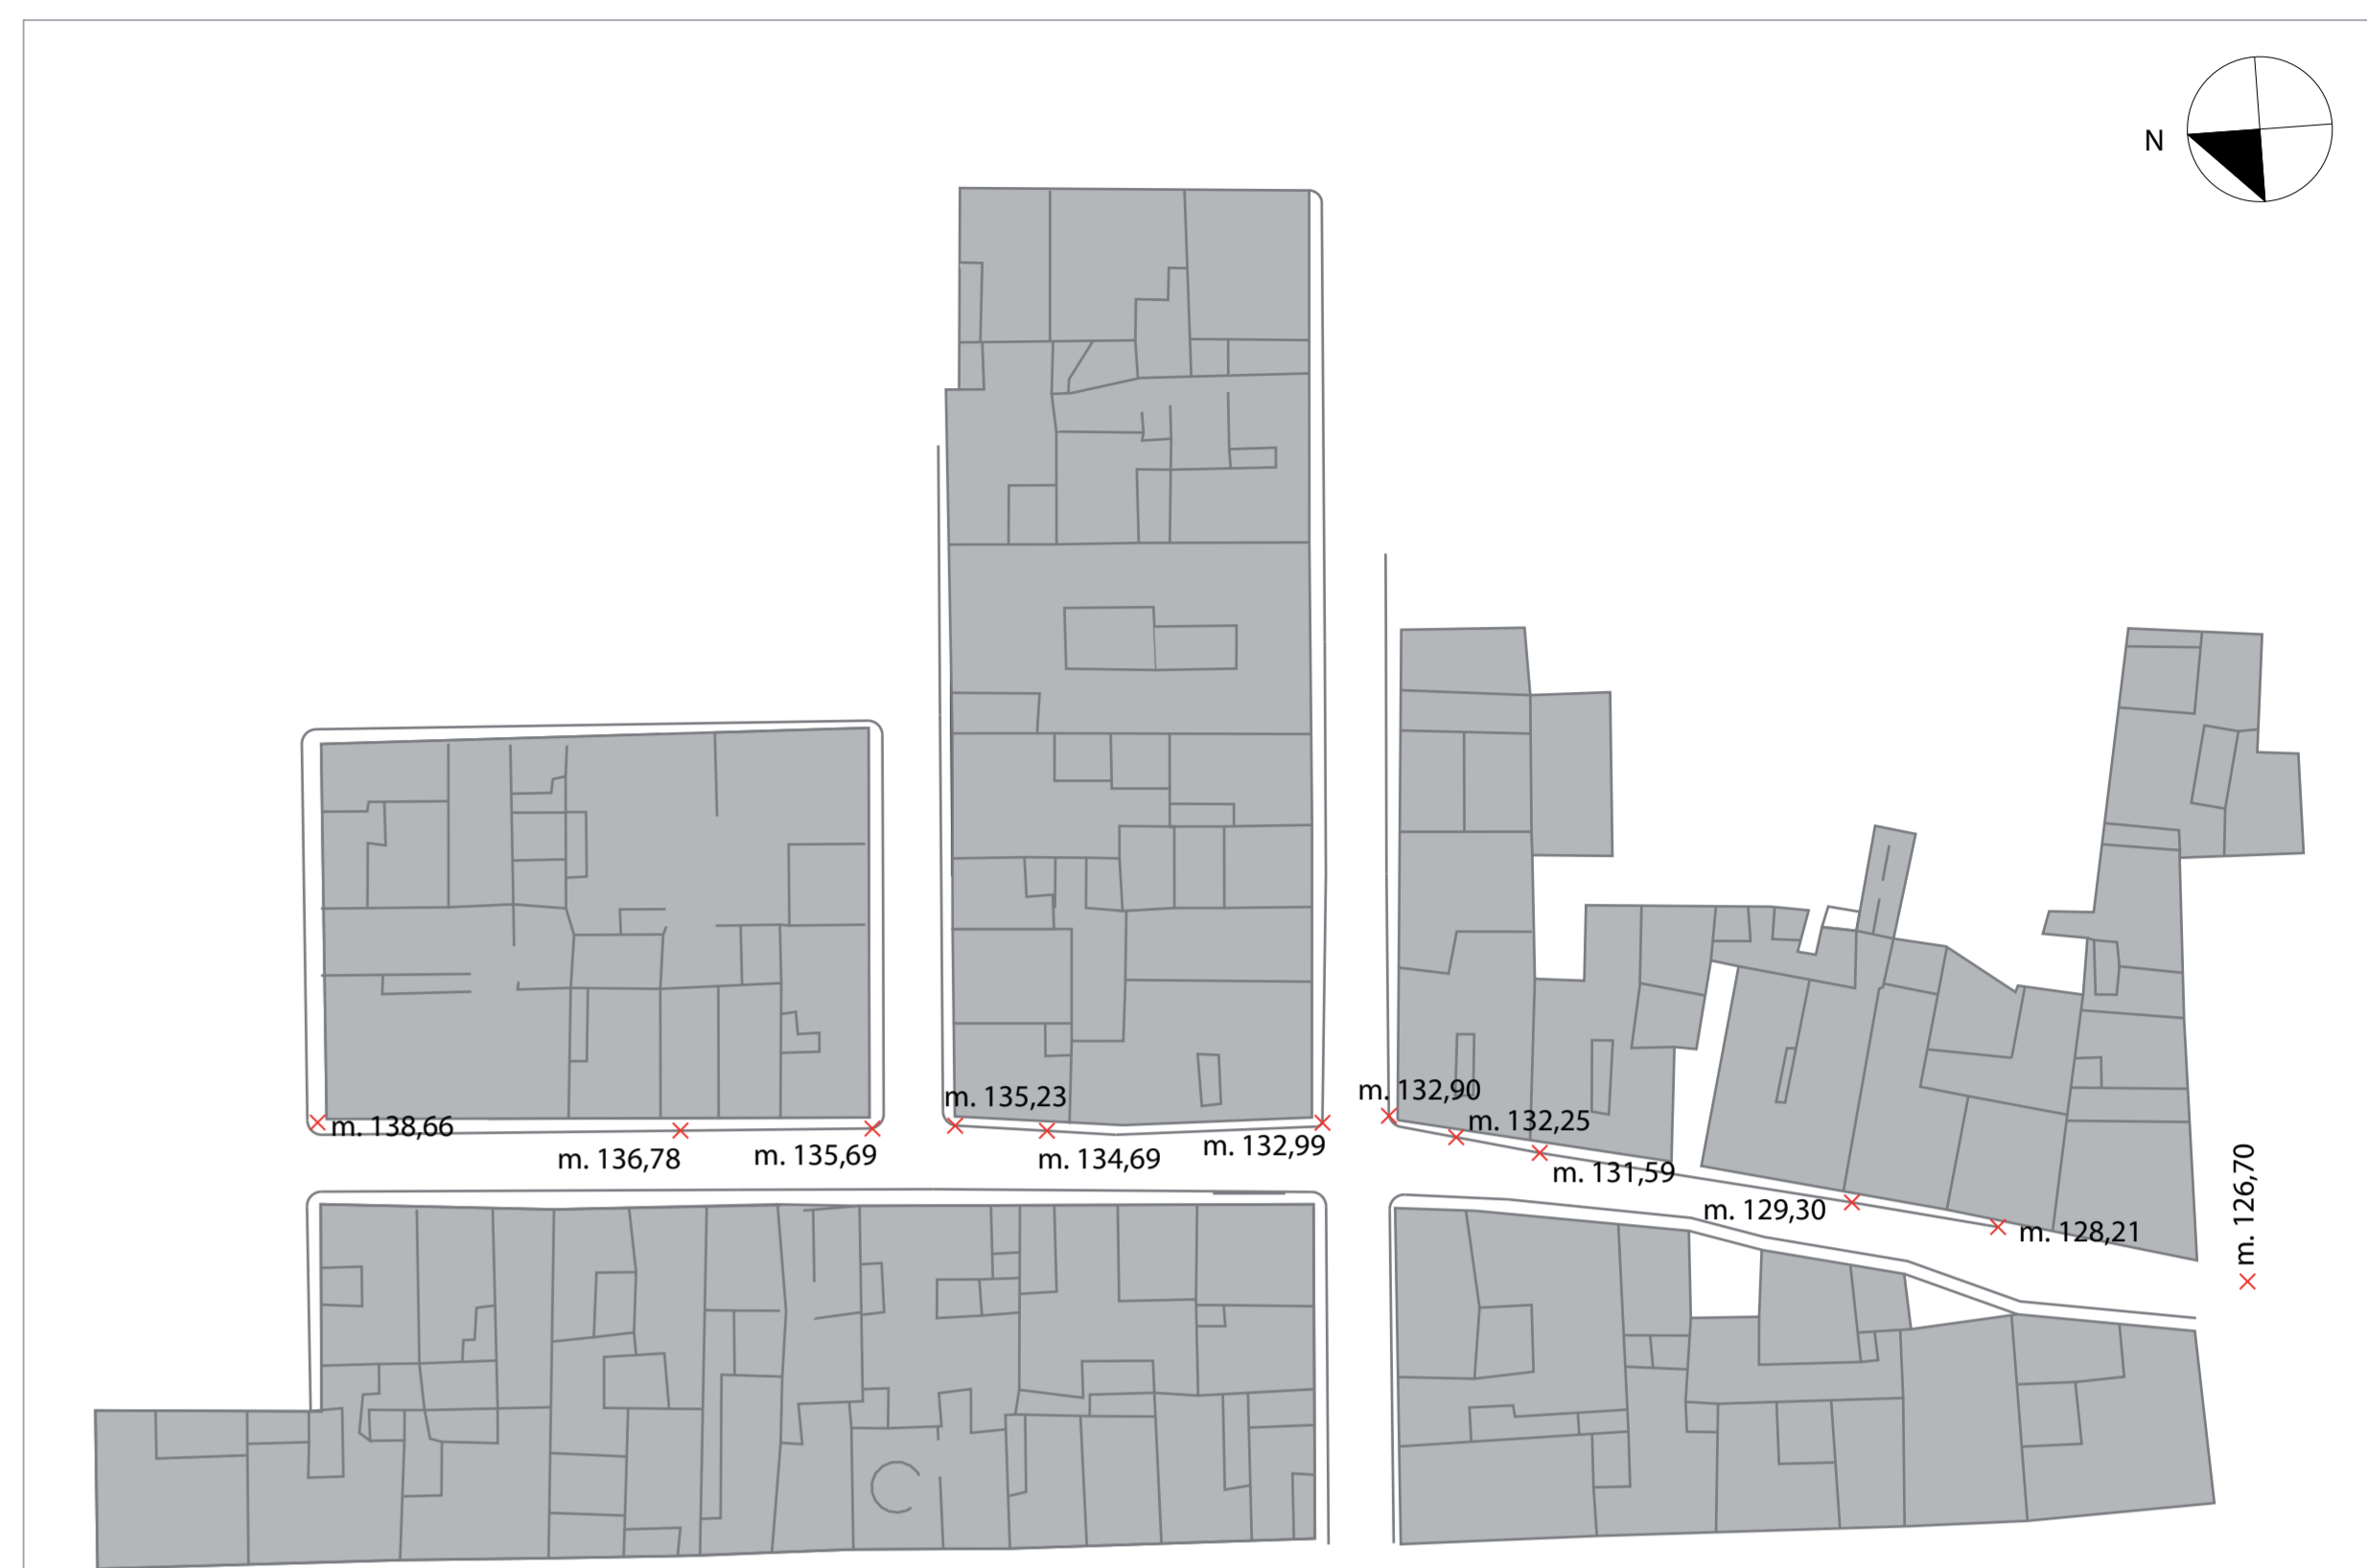 N
m. 132,90
m. 135,23
m. 132,25
m. 138,66
m. 132,99
m. 135,69
m. 136,78
m. 134,69
m. 131,59
m. 129,30
m. 128,21
m. 126,70